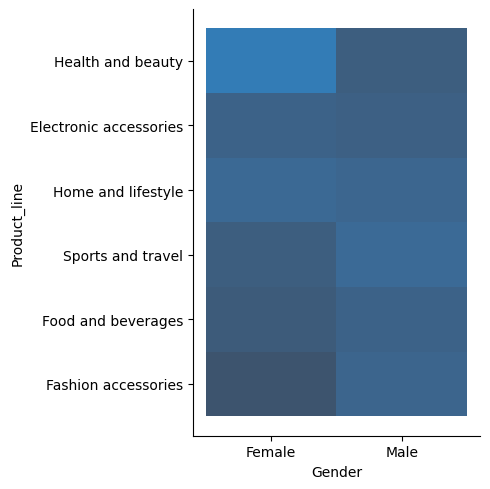 Product_line
Health and beauty
Electronic accessories
Home and lifestyle
Sports and travel
Food and beverages
Fashion accessories
Female
Male
Gender